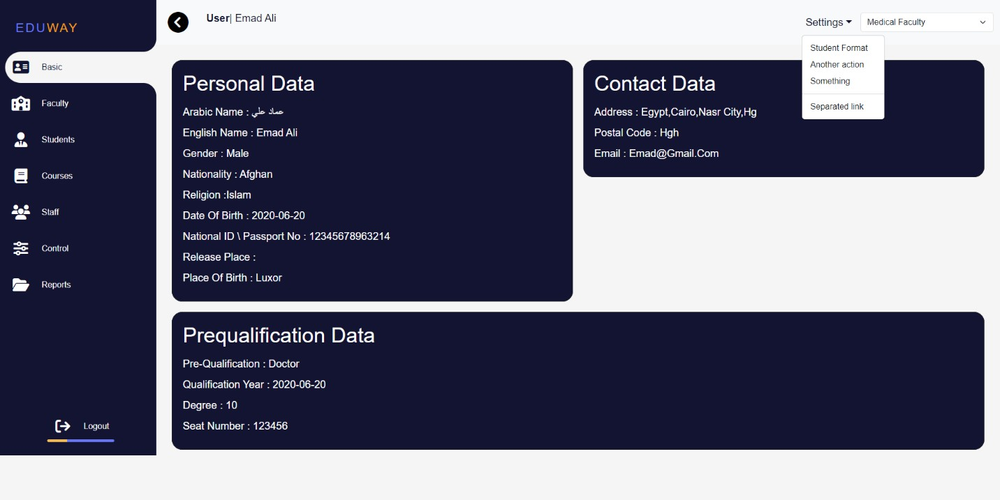 EDUWAY
User| Emad Ali
Settings
Medical Faculty
Student Format
Another action
Something
Separated link
Basic
Faculty
Students
Courses
Staff
Control
Reports
Logout
Personal Data
Arabic Name : عماد علي
English Name : Emad Ali
Gender : Male
Nationality : Afghan
Religion :Islam
Date Of Birth : 2020-06-20
National ID \ Passport No : 12345678963214
Release Place :
Place Of Birth : Luxor
Contact Data
Address : Egypt,Cairo,Nasr City,Hg
Postal Code : Hgh
Email : Emad@Gmail.Com
Prequalification Data
Pre-Qualification : Doctor
Qualification Year : 2020-06-20
Degree : 10
Seat Number : 123456